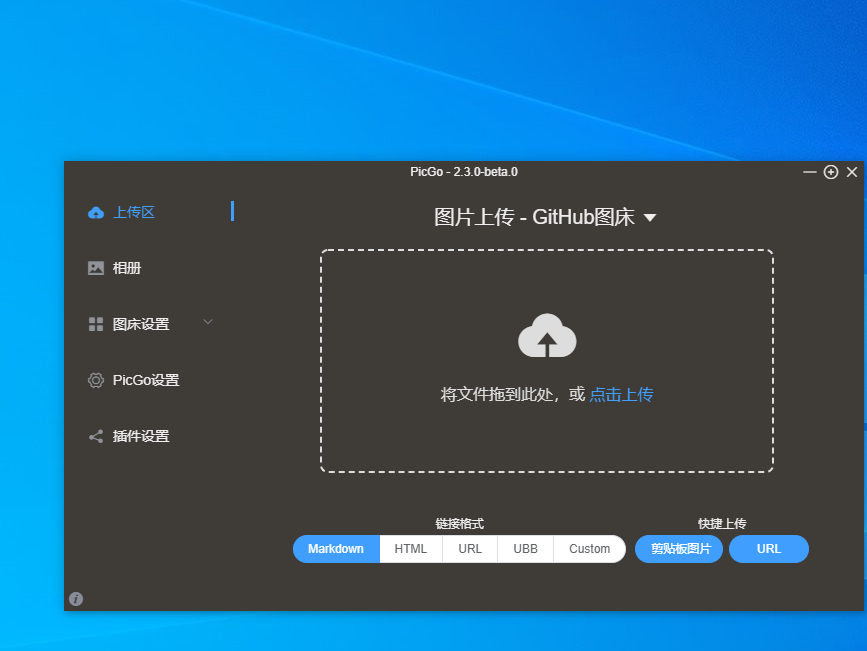 PicGo - 2.3.0-beta.0
上传区
图片上传 - GitHub图床
相册
图床设置
PicGo设置
将文件拖到此处，或 点击上传
插件设置
链接格式
快捷上传
Markdown HTML URL UBB Custom
剪贴板图片 URL